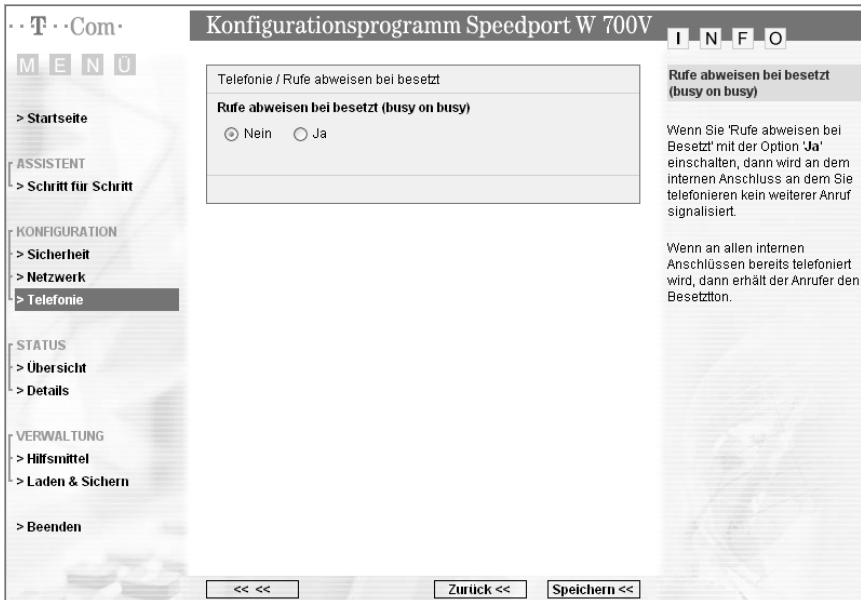 ··T··Com·
Konfigurationsprogramm Speedport W 700V
I N F O
M E N Ü
> Startseite
ASSISTENT
> Schritt für Schritt
KONFIGURATION
> Sicherheit
> Netzwerk
> Telefonie
STATUS
> Übersicht
> Details
VERWALTUNG
> Hilfsmittel
> Laden & Sichern
> Beenden
Telefonie / Rufe abweisen bei besetzt
Rufe abweisen bei besetzt (busy on busy)
Nein Ja
<< <<
Zurück <<
Speichern <<
Rufe abweisen bei besetzt
(busy on busy)
Wenn Sie 'Rufe abweisen bei
Besetzt' mit der Option 'Ja'
einschalten, dann wird an dem
internen Anschluss an dem Sie
telefonieren kein weiterer Anruf
signalisiert.
Wenn an allen internen
Anschlüssen bereits telefoniert
wird, dann erhält der Anrufer den
Besetztton.